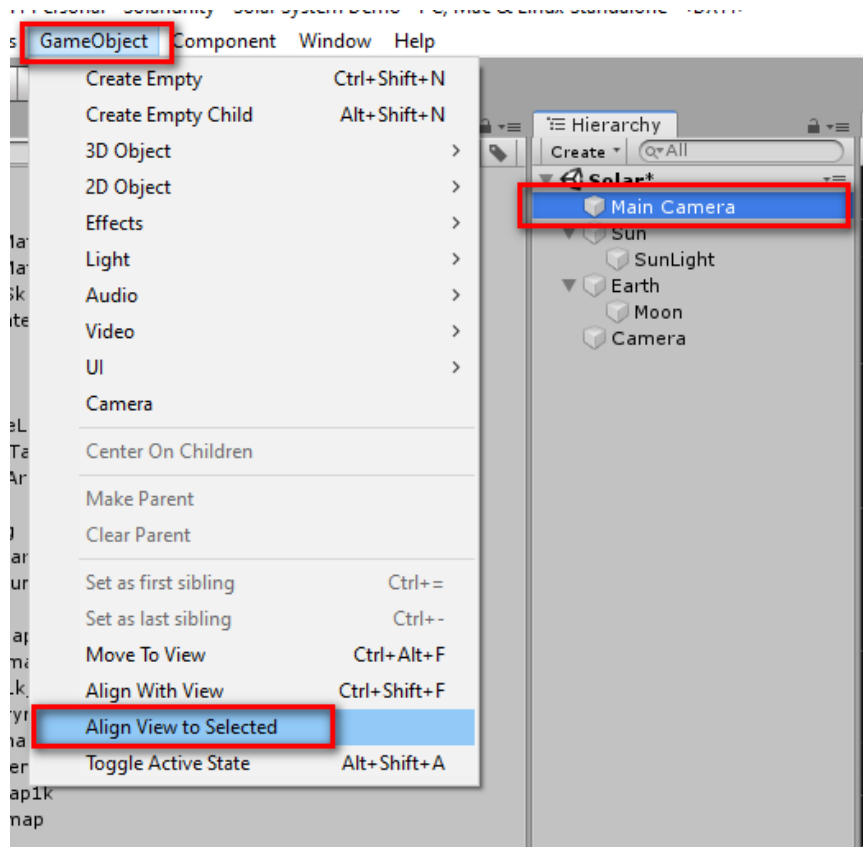 GameObject Component Window Help
Create Empty Ctrl+Shift+N
Create Empty Child Alt+Shift+N
3D Object
2D Object
Effects
Light
Audio
Video
UI
Camera
Center On Children
Make Parent
Clear Parent
Set as first sibling Ctrl+=
Set as last sibling Ctrl+-
Move To View Ctrl+Alt+F
Align With View Ctrl+Shift+F
Align View to Selected
Toggle Active State Alt+Shift+A
map
Hierarchy
Create All
Solar*
Main Camera
Sun
SunLight
Earth
Moon
Camera